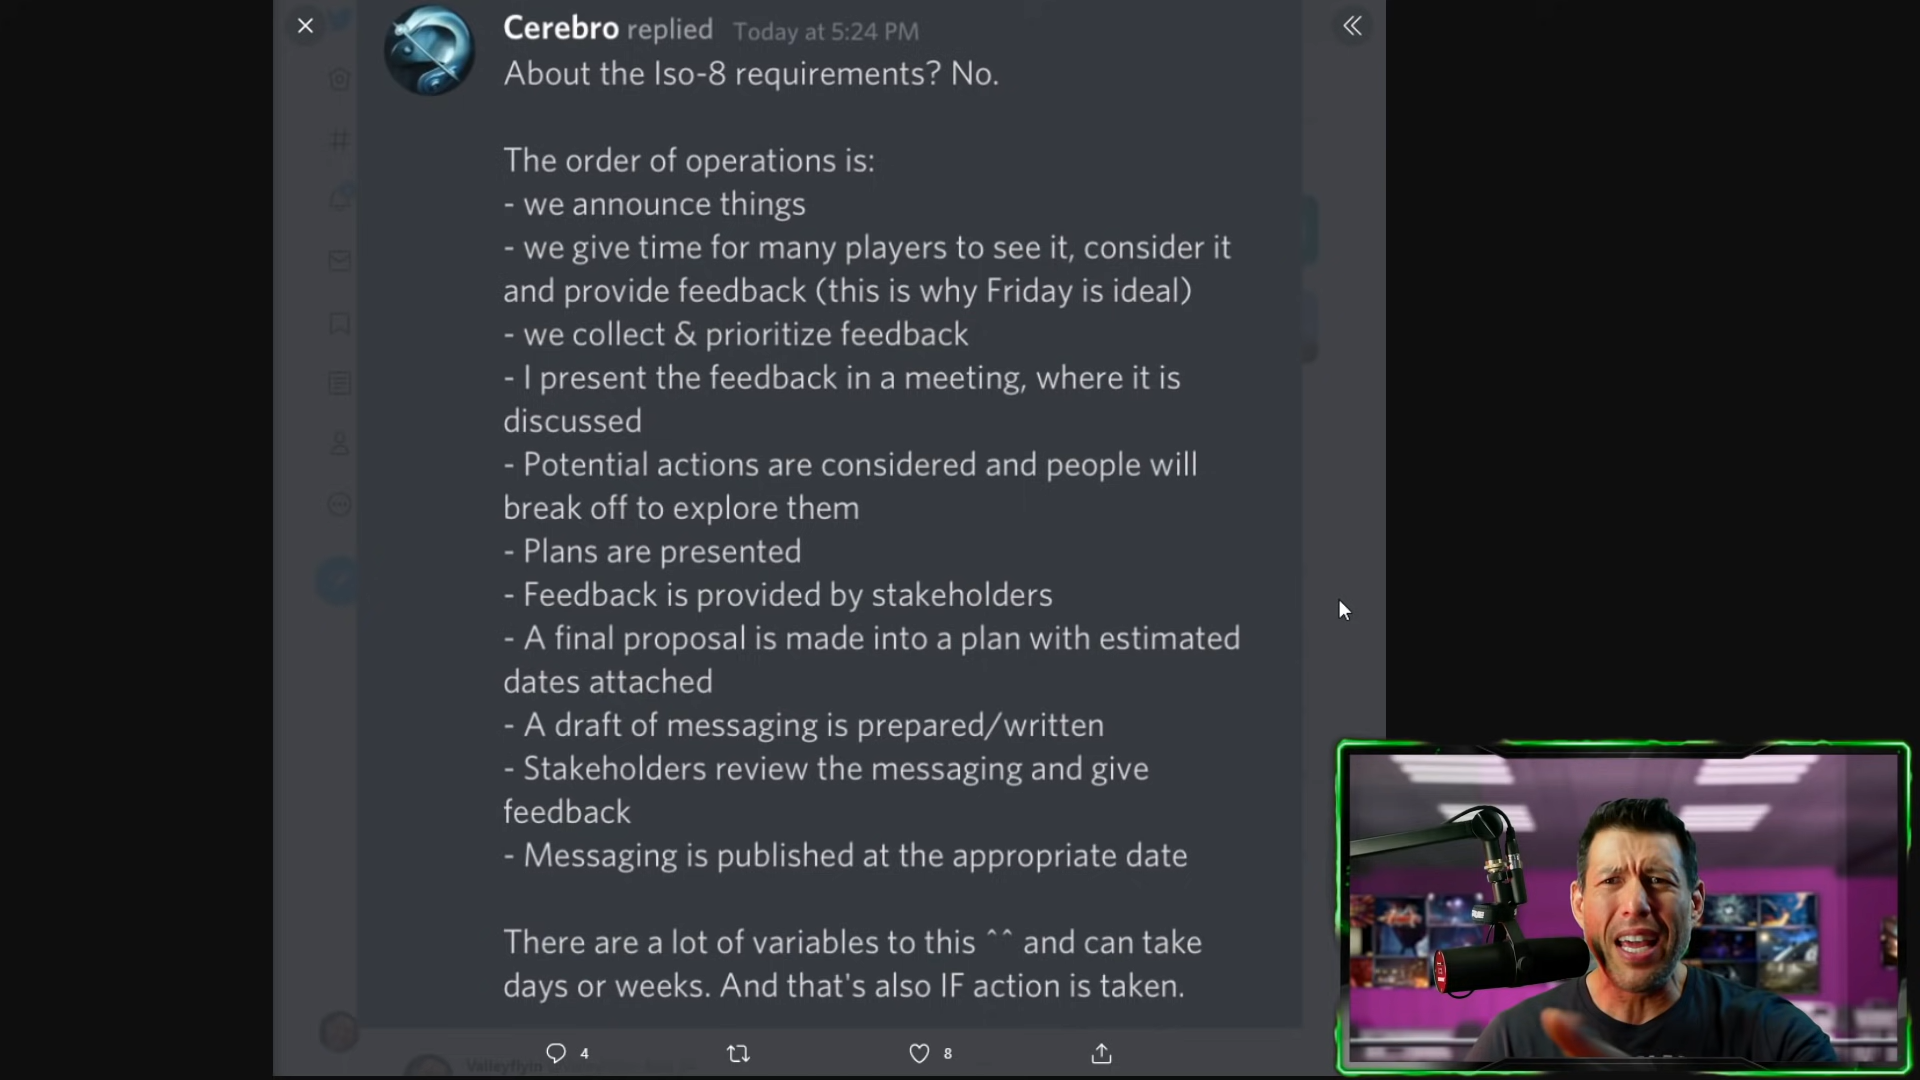 Cerebro replied Today at 5:24 PM
About the Iso-8 requirements? No.
The order of operations is:
- we announce things
- we give time for many players to see it, consider it
and provide feedback (this is why Friday is ideal)
- we collect & prioritize feedback
- I present the feedback in a meeting, where it is
discussed
- Potential actions are considered and people will
break off to explore them
- Plans are presented
- Feedback is provided by stakeholders
- A final proposal is made into a plan with estimated
dates attached
- A draft of messaging is prepared/written
- Stakeholders review the messaging and give
feedback
- Messaging is published at the appropriate date
There are a lot of variables to this ^^ and can take
days or weeks. And that's also IF action is taken.
4 8
Valleyflyin